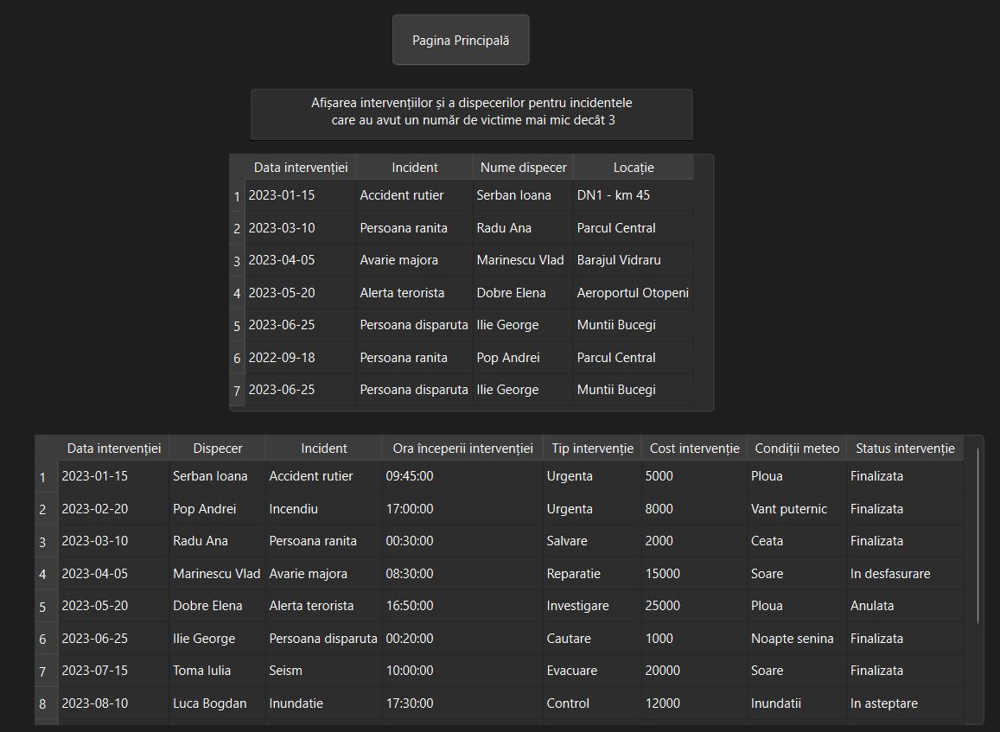 Pagina Principală
Afișarea intervențiilor și a dispecerilor pentru incidentele
care au avut un număr de victime mai mic decât 3
Data intervenției Incident Nume dispecer Locație
1 2023-01-15 Accident rutier Serban Ioana DN1 - km 45
2 2023-03-10 Persoana ranita Radu Ana Parcul Central
3 2023-04-05 Avarie majora Marinescu Vlad Barajul Vidraru
4 2023-05-20 Alerta terorista Dobre Elena Aeroportul Otopeni
5 2023-06-25 Persoana disparuta Ilie George Muntii Bucegi
6 2022-09-18 Persoana ranita Pop Andrei Parcul Central
7 2023-06-25 Persoana disparuta Ilie George Muntii Bucegi
Data intervenției Dispecer Incident Ora începerii intervenției Tip intervenție Cost intervenție Condiții meteo Status intervenție
1 2023-01-15 Serban Ioana Accident rutier 09:45:00 Urgenta 5000 Ploua Finalizata
2 2023-02-20 Pop Andrei Incendiu 17:00:00 Urgenta 8000 Vant puternic Finalizata
3 2023-03-10 Radu Ana Persoana ranita 00:30:00 Salvare 2000 Ceata Finalizata
4 2023-04-05 Marinescu Vlad Avarie majora 08:30:00 Reparatie 15000 Soare In desfasurare
5 2023-05-20 Dobre Elena Alerta terorista 16:50:00 Investigare 25000 Ploua Anulata
6 2023-06-25 Ilie George Persoana disparuta 00:20:00 Cautare 1000 Noapte senina Finalizata
7 2023-07-15 Toma Iulia Seism 10:00:00 Evacuare 20000 Soare Finalizata
8 2023-08-10 Luca Bogdan Inundatie 17:30:00 Control 12000 Inundatii In asteptare